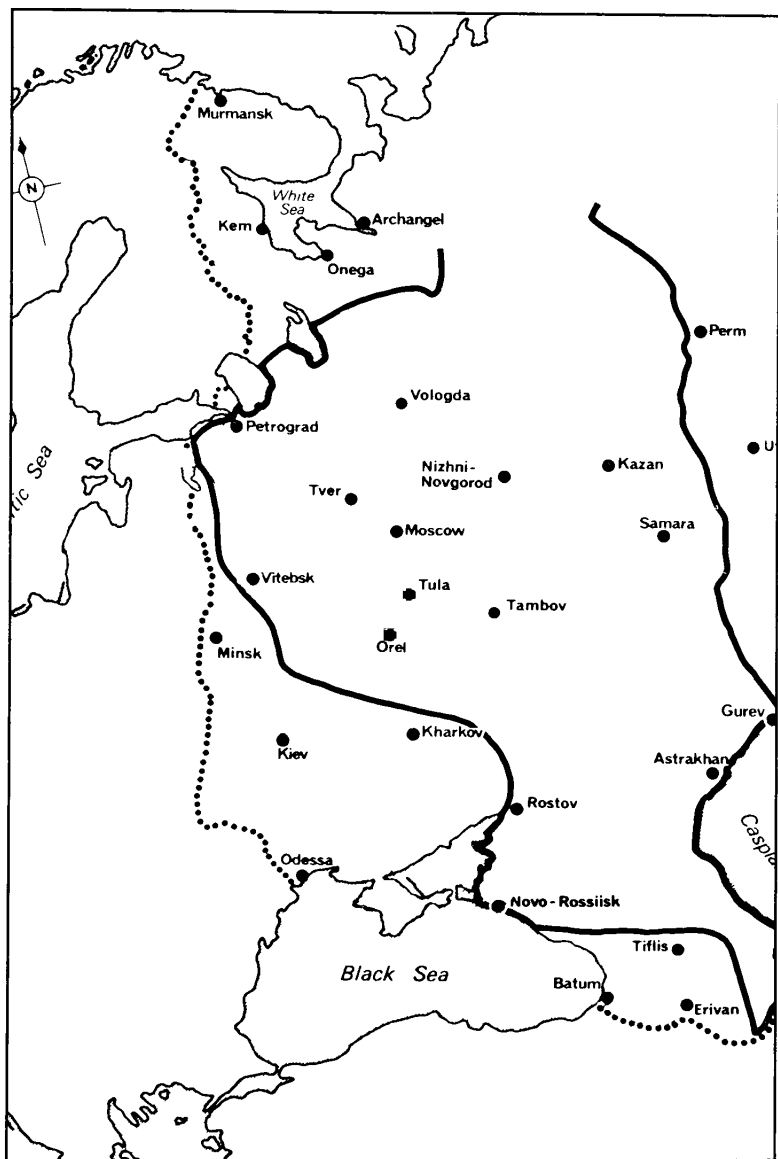 Murmansk
N
White
Sea
Kem
Archangel
Onega
Perm
Vologda
Petrograd
tic Sea
Nizhni-
Novgorod
Kazan
Tver
Moscow
Samara
Vitebsk
Tula
Tambov
Orel
Minsk
Gurev
Kharkov
Kiev
Astrakhan
Rostov
Caspia
Odessa
Novo-Rossiisk
Tiflis
Black Sea
Batum
Erivan